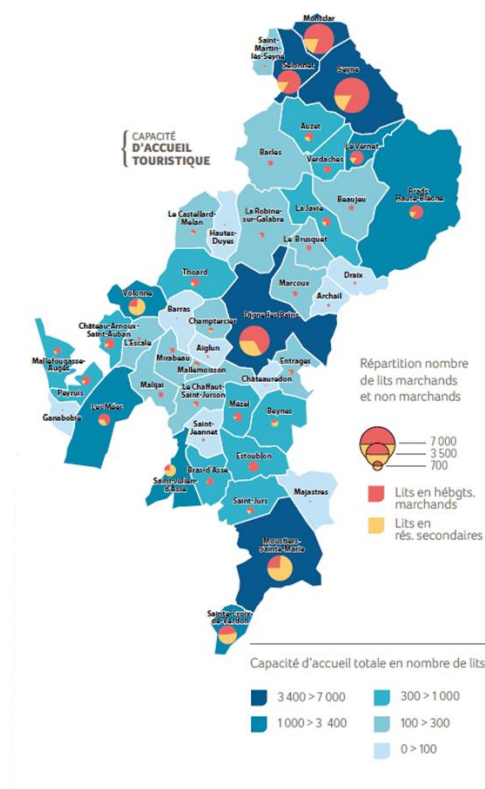 Montclar
Saint-
Martin-
lès-Seyne
Selonnet
Seyne
{ CAPACITÉ
D'ACCUEIL
TOURISTIQUE
Auzet
Le Vernet
Verdaches
Barles
Prads-
Haute-Bléone
Beaujeu
La Javie
La Robine-
sur-Galabre
Le Castellard-
Melan
Hautes-
Duyes
Le Brusquet
Draix
Thoard
Marcoux
Archail
Volonne
Barras
Digne-les-Bains
Château-Arnoux-
Saint-Auban
Champtercier
L'Escale
Aiglun
Mirabeau
Mallefougasse-
Augès
Mallemoisson
Entrages
Châteauredon
Peyruis
Malijai
Le Chaffaut-
Saint-Jurson
Ganabobie
Les Mées
Mézel
Beynes
Saint-
Jeannet
Estoublon
Bras-d'Asse
Saint-Julien-
d'Asse
Majastres
Saint-Jurs
Moustiers-
Sainte-Marie
Sainte-Croix-
de-Verdon
Répartition nombre
de lits marchands
et non marchands
7 000
3 500
700
Lits en hébgts.
marchands
Lits en
rés. secondaires
Capacité d'accueil totale en nombre de lits
3 400 > 7 000
300 > 1 000
1 000 > 3 400
100 > 300
0 > 100